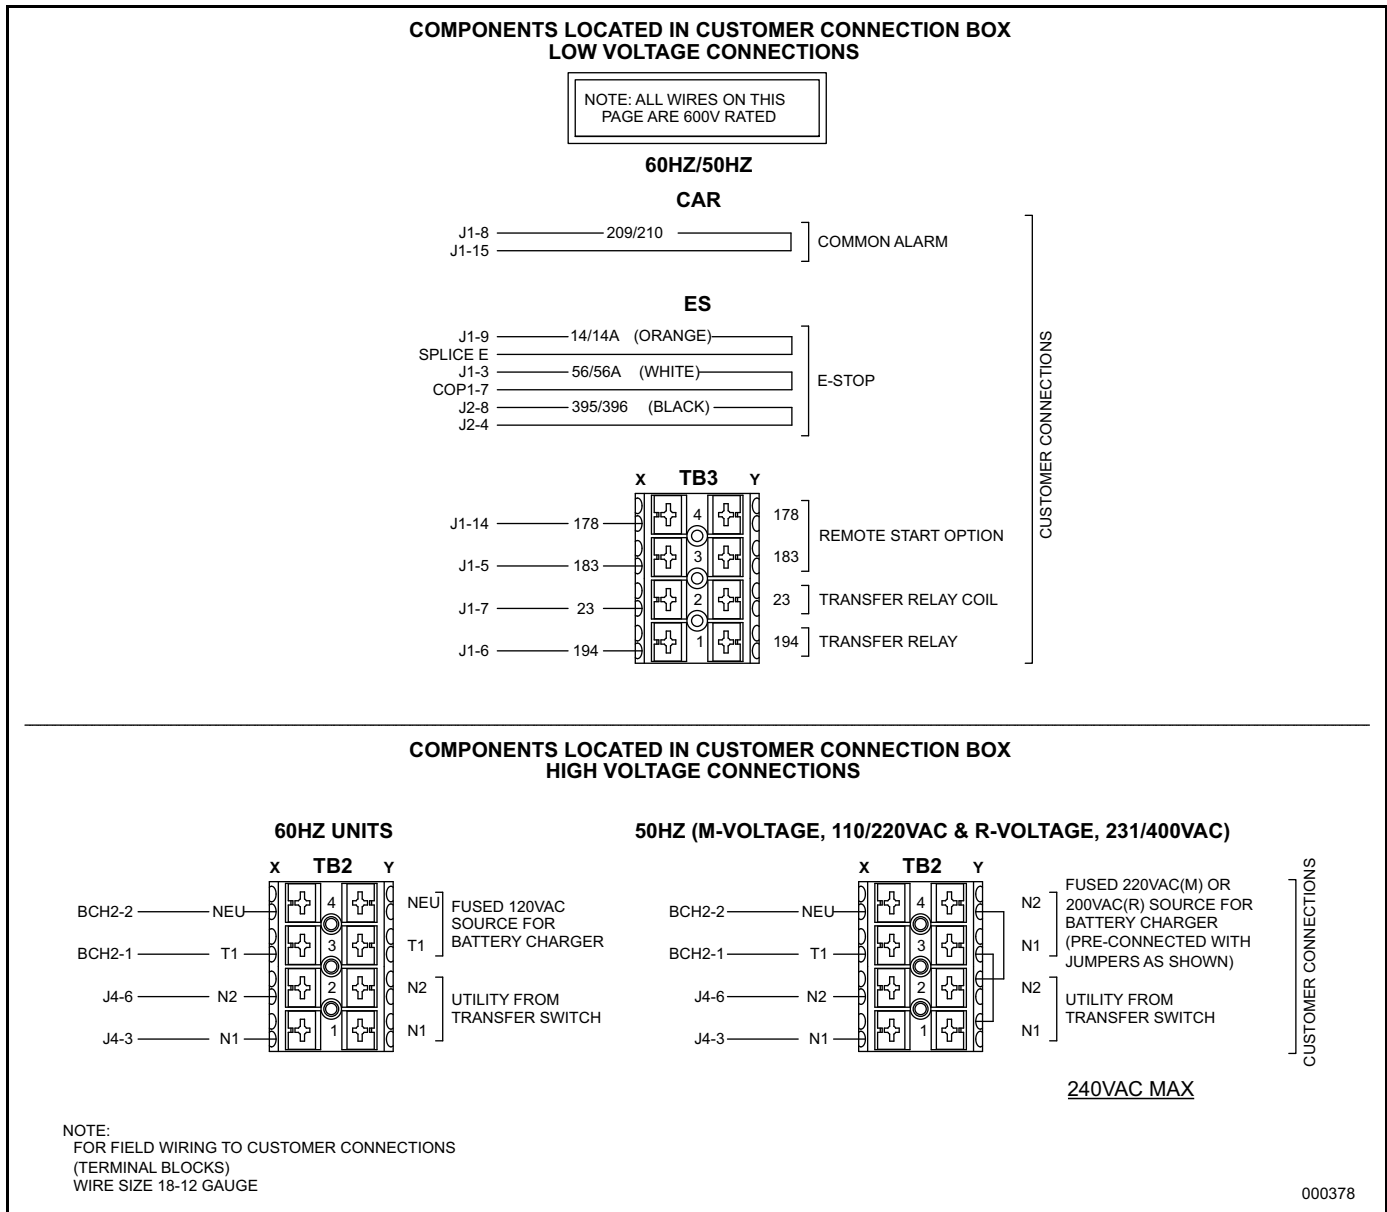 COMPONENTS LOCATED IN CUSTOMER CONNECTION BOX
LOW VOLTAGE CONNECTIONS
NOTE: ALL WIRES ON THIS
PAGE ARE 600V RATED
60HZ/50HZ
CAR
J1-8 209/210
J1-15
COMMON ALARM
ES
J1-9 14/14A (ORANGE)
SPLICE E
J1-3 56/56A (WHITE)
COP1-7
J2-8 395/396 (BLACK)
J2-4
E-STOP
X TB3 Y
J1-14 178 4 178
J1-5 183 3 183
REMOTE START OPTION
J1-7 23 2 23 TRANSFER RELAY COIL
J1-6 194 1 194 TRANSFER RELAY
CUSTOMER CONNECTIONS
COMPONENTS LOCATED IN CUSTOMER CONNECTION BOX
HIGH VOLTAGE CONNECTIONS
60HZ UNITS
X TB2 Y
BCH2-2 NEU 4 NEU
BCH2-1 T1 3 T1
FUSED 120VAC
SOURCE FOR
BATTERY CHARGER
J4-6 N2 2 N2
J4-3 N1 1 N1
UTILITY FROM
TRANSFER SWITCH
50HZ (M-VOLTAGE, 110/220VAC & R-VOLTAGE, 231/400VAC)
X TB2 Y
BCH2-2 NEU 4 N2
BCH2-1 T1 3 N1
FUSED 220VAC(M) OR
200VAC(R) SOURCE FOR
BATTERY CHARGER
(PRE-CONNECTED WITH
JUMPERS AS SHOWN)
J4-6 N2 2 N2
J4-3 N1 1 N1
UTILITY FROM
TRANSFER SWITCH
CUSTOMER CONNECTIONS
240VAC MAX
NOTE:
FOR FIELD WIRING TO CUSTOMER CONNECTIONS
(TERMINAL BLOCKS)
WIRE SIZE 18-12 GAUGE
000378